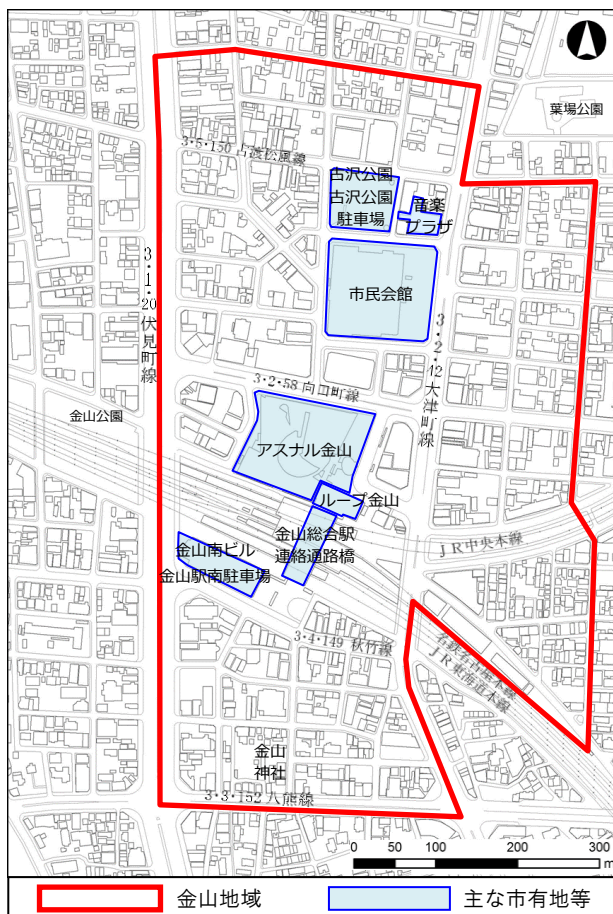 葉場公園
3・5・150 古渡松風線
古沢公園
古沢公園
駐車場
音楽
プラザ
3・1・20 伏見町線
市民会館
3・2・42 大津町線
3・2・58 向田町線
金山公園
アスナル金山
ループ金山
金山総合駅
連絡通路橋
JR中央本線
金山南ビル
金山駅南駐車場
3・4・149 秋竹線
名鉄名古屋本線
JR東海道本線
金山
神社
3・3・152 八熊線
0 50 100 200 300
m
金山地域
主な市有地等